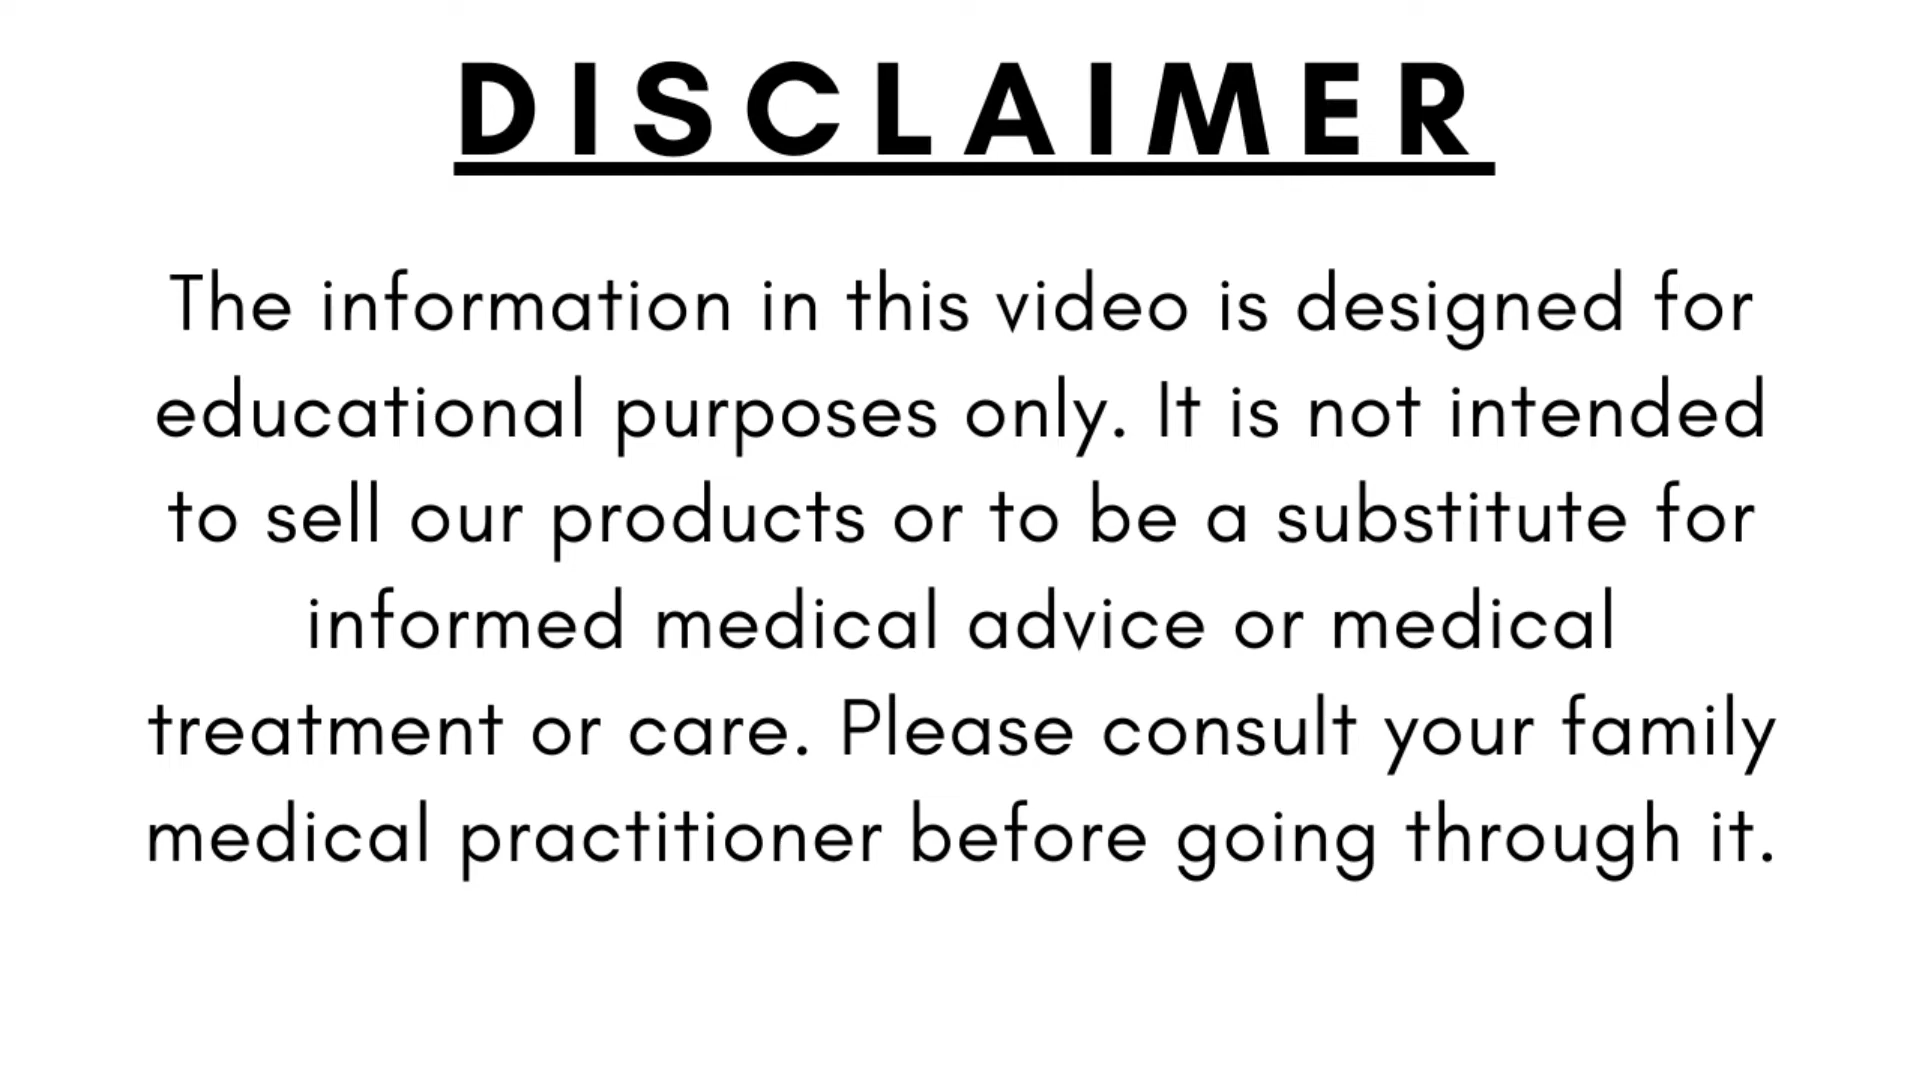 DISCLAIMER
The information in this video is designed for
educational purposes only. It is not intended
to sell our products or to be a substitute for
informed medical advice or medical
treatment or care. Please consult your family
medical practitioner before going through it.